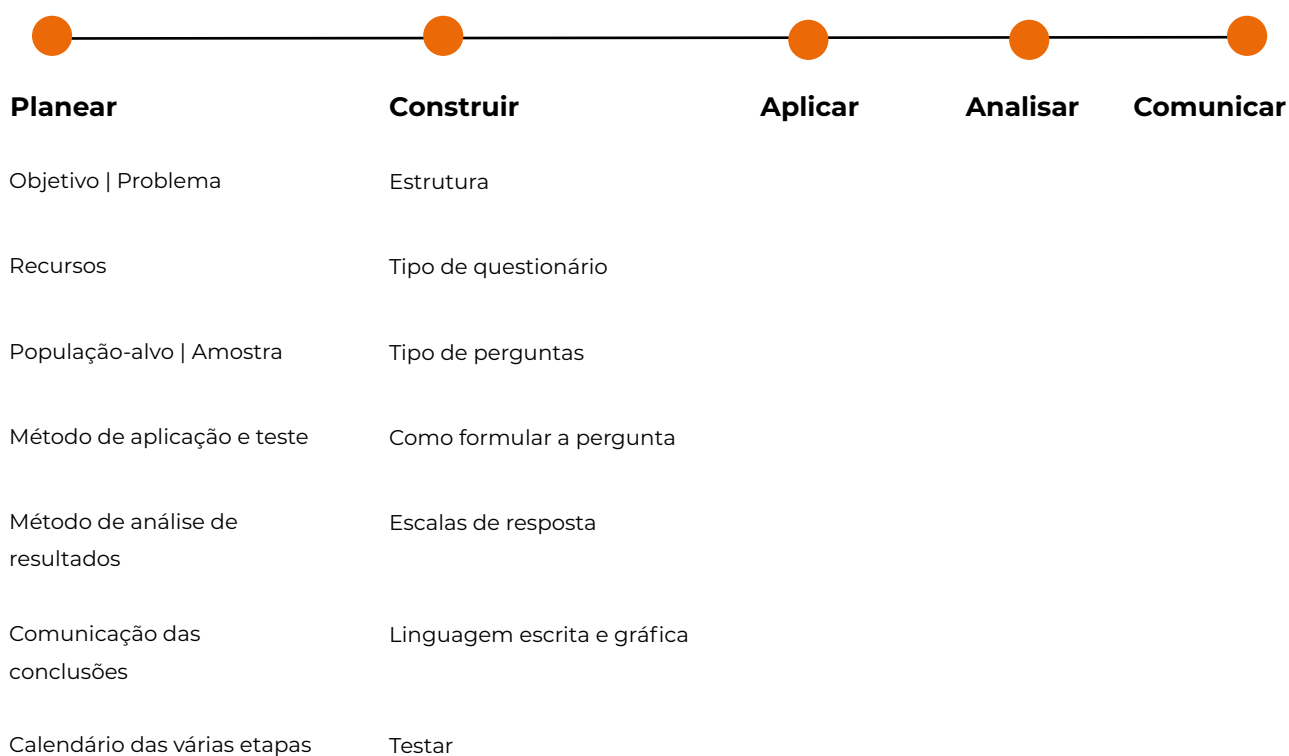 Planear
Construir
Aplicar
Analisar
Comunicar
Objetivo | Problema
Recursos
População-alvo | Amostra
Método de aplicação e teste
Método de análise de
resultados
Comunicação das
conclusões
Calendário das várias etapas
Estrutura
Tipo de questionário
Tipo de perguntas
Como formular a pergunta
Escalas de resposta
Linguagem escrita e gráfica
Testar